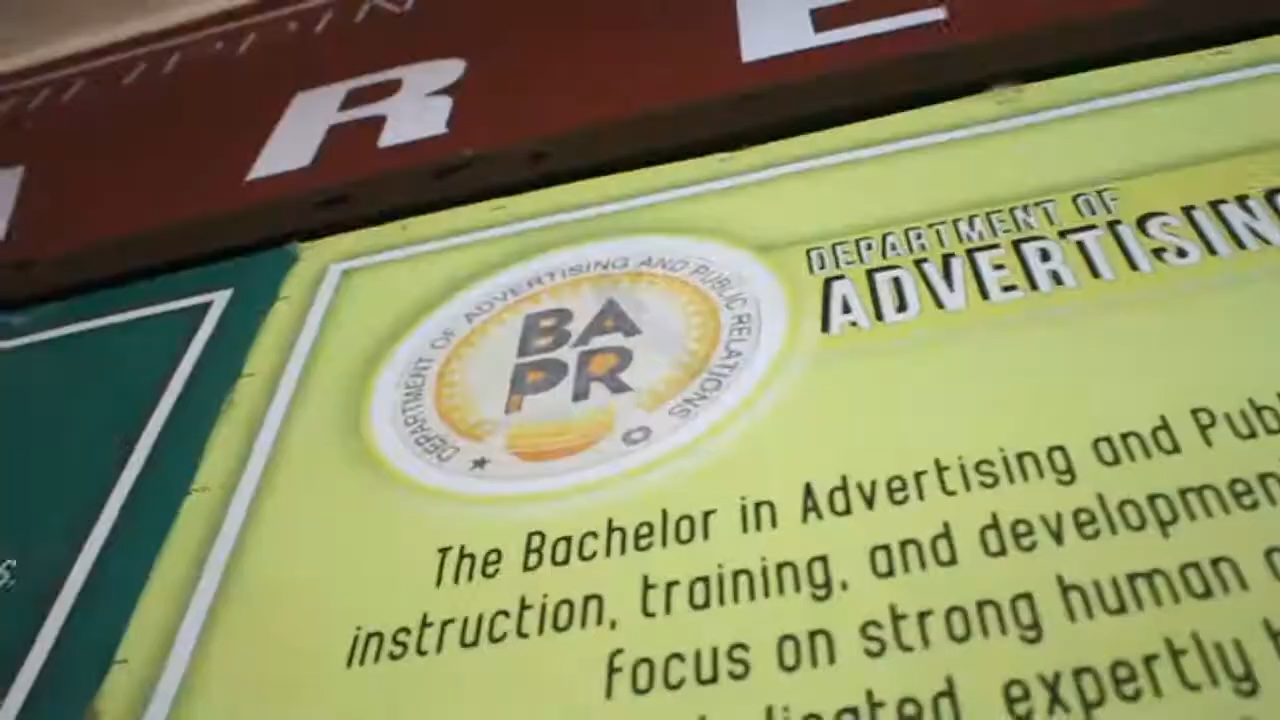 R E
DEPARTMENT OF
ADVERTISING
DEPARTMENT OF ADVERTISING AND PUBLIC RELATIONS
BA
PR
The Bachelor in Advertising and Pub
instruction, training, and developmen
focus on strong human
expertly